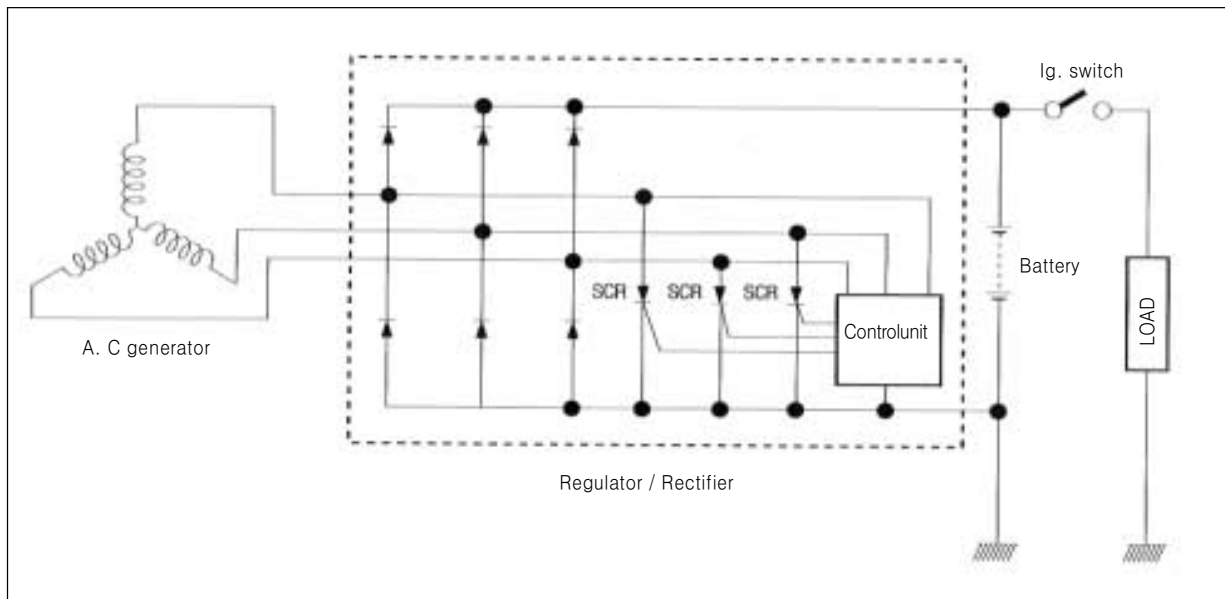 Ig. switch
SCR
SCR
SCR
Battery
Controlunit
LOAD
A. C generator
Regulator / Rectifier